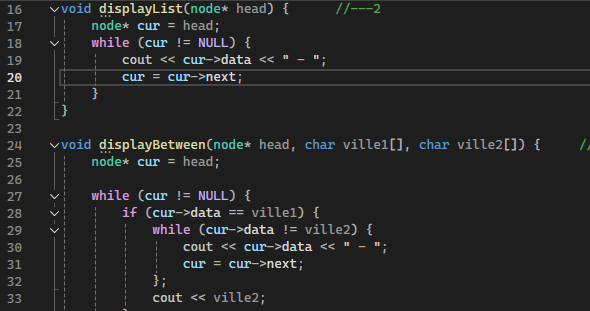 16 void displayList(node* head) { //---2
17 node* cur = head;
18 while (cur != NULL) {
19 cout << cur->data << " - ";
20 cur = cur->next;
21 }
22 }
23
24 void displayBetween(node* head, char ville1[], char ville2[]) { /
25 node* cur = head;
26
27 while (cur != NULL) {
28 if (cur->data == ville1) {
29 while (cur->data != ville2) {
30 cout << cur->data << " - ";
31 cur = cur->next;
32 };
33 cout << ville2;